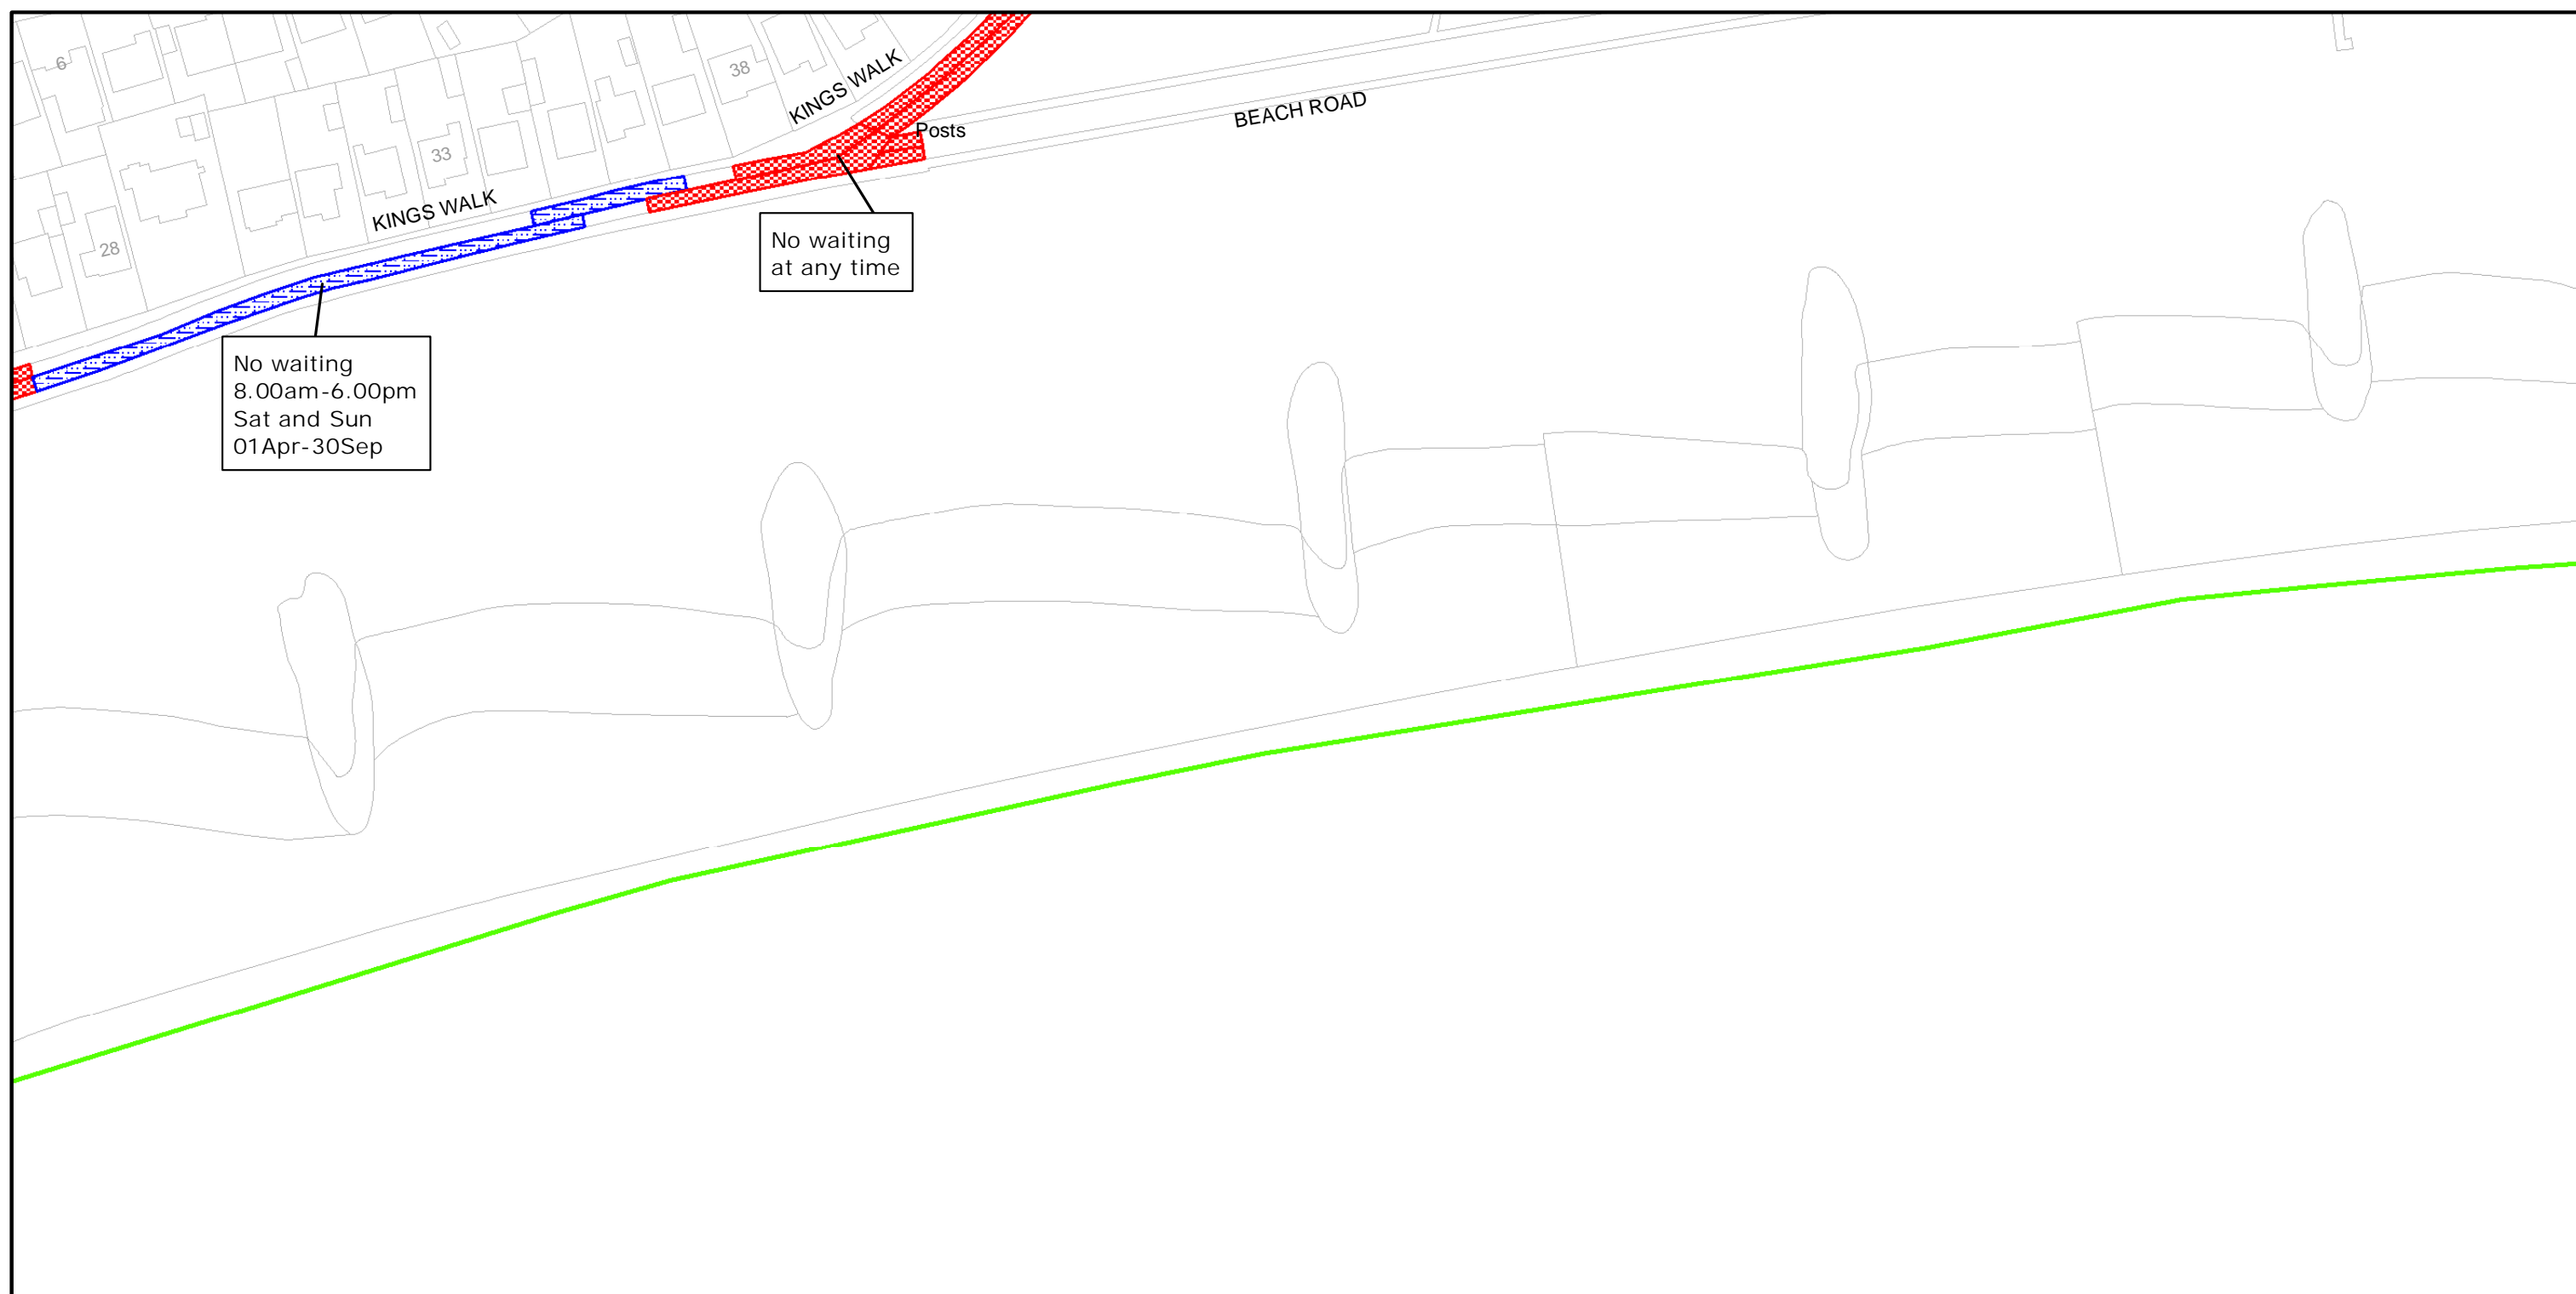 6
38
KINGS WALK
BEACH ROAD
Posts
33
KINGS WALK
28
No waiting
at any time
No waiting
8.00am-6.00pm
Sat and Sun
01Apr-30Sep